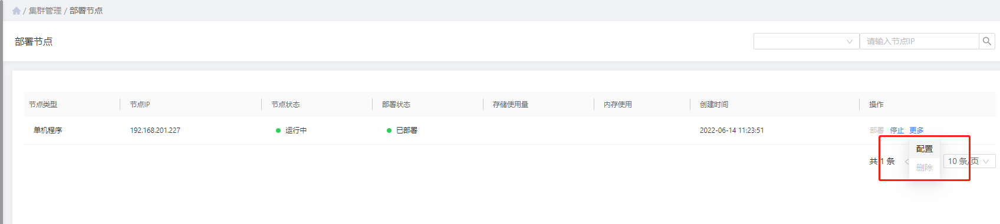 / 集群管理 / 部署节点
部署节点
请输入节点IP
节点类型 节点IP 节点状态 部署状态 存储使用量 内存使用 创建时间 操作
单机程序 192.168.201.227 运行中 已部署 2022-06-14 11:23:51 部署 停止 更多
配置
共 1 条 < 10 条/页
删除